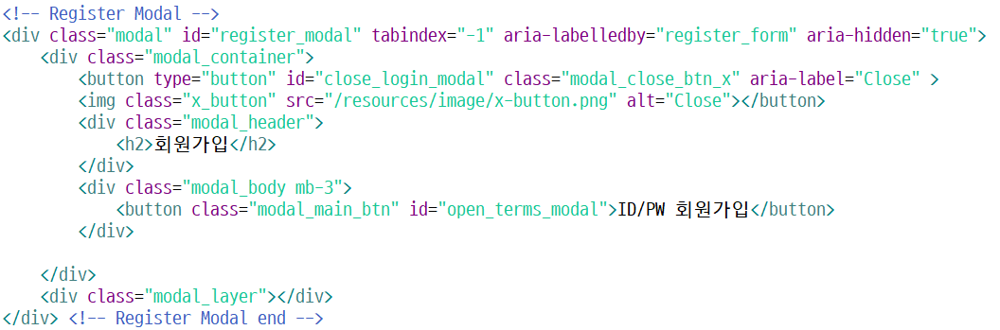 <!-- Register Modal -->
<div class="modal" id="register_modal" tabindex="-1" aria-labelledby="register_form" aria-hidden="true">
    <div class="modal_container">
        <button type="button" id="close_login_modal" class="modal_close_btn_x" aria-label="Close" >
        <img class="x_button" src="/resources/image/x-button.png" alt="Close"></button>
        <div class="modal_header">
            <h2>회원가입</h2>
        </div>
        <div class="modal_body mb-3">
            <button class="modal_main_btn" id="open_terms_modal">ID/PW 회원가입</button>
        </div>
    </div>
    <div class="modal_layer"></div>
</div> <!-- Register Modal end -->